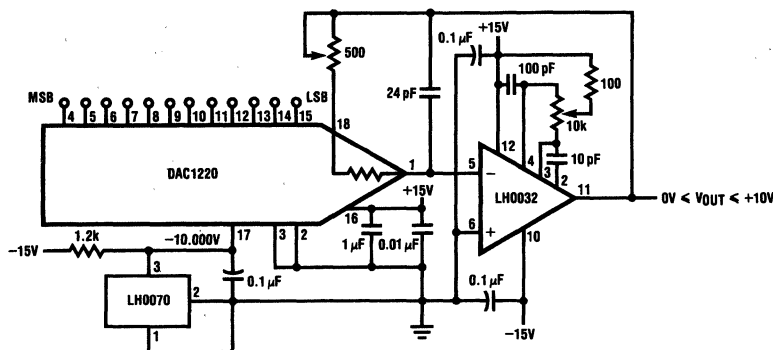 +15V
0.1 µF
500
100 pF
100
MSB
LSB
24 pF
4 5 6 7 8 9 10 11 12 13 14 15
18
10k
12
4
3
10 pF
2
DAC1220
1
5
−
LH0032
11
0V ≤ VOUT ≤ +10V
+15V
16
6
+
10
−10.000V
17
3
2
1 µF
0.01 µF
1.2k
−15V
3
0.1 µF
0.1 µF
LH0070
2
−15V
1